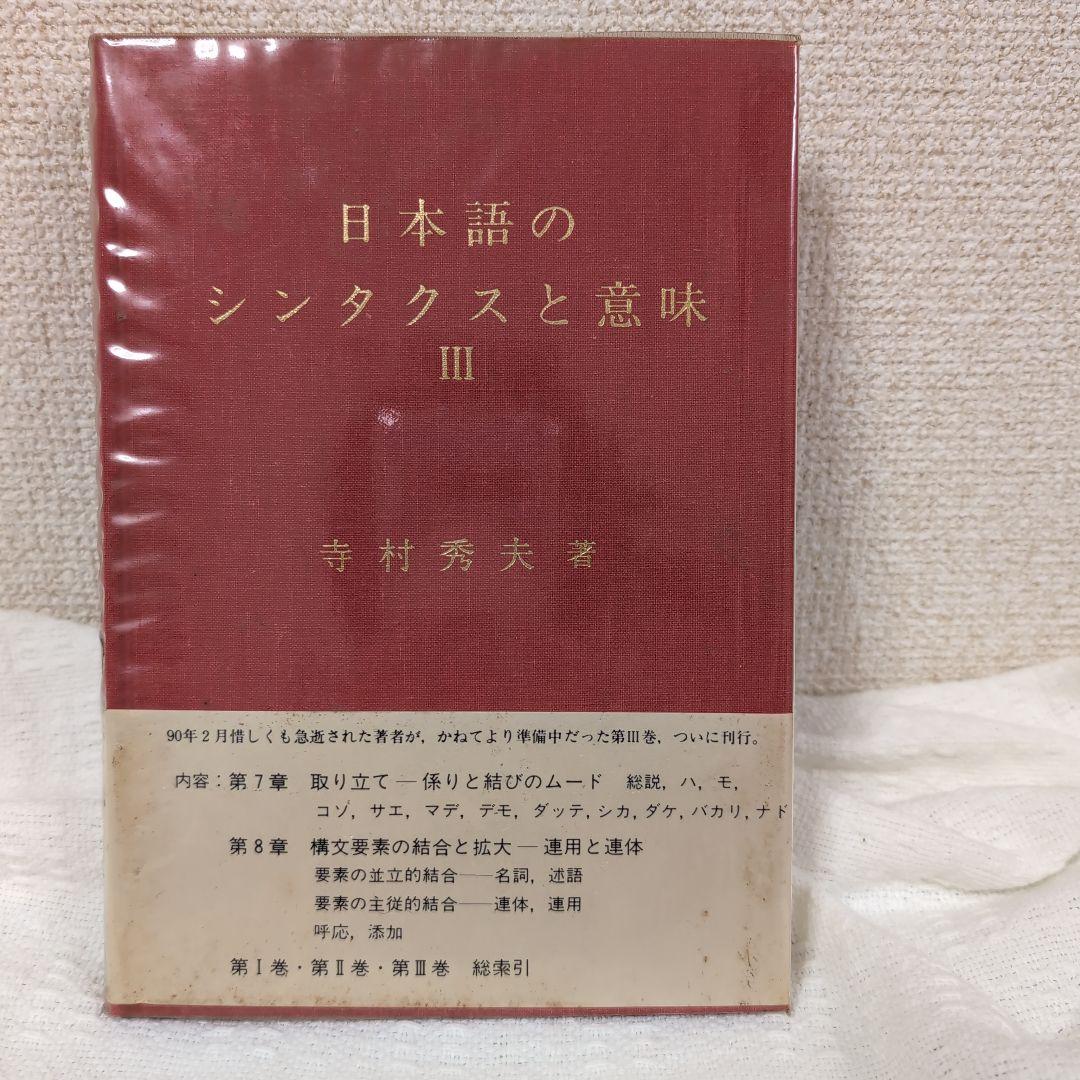 日本語の
シンタクスと意味
III
寺村秀夫 著
90年2月惜しくも急逝された著者が，かねてより準備中だった第Ⅲ巻，ついに刊行。
内容：第7章 取り立て―係りと結びのムード 総説，ハ，モ，
コソ，サエ，マデ，デモ，ダッテ，シカ，ダケ，バカリ，ナド
第8章 構文要素の結合と拡大―連用と連体
要素の並立的結合――名詞，述語
要素の主従的結合――連体，連用
呼応，添加
第Ⅰ巻・第Ⅱ巻・第Ⅲ巻 総索引